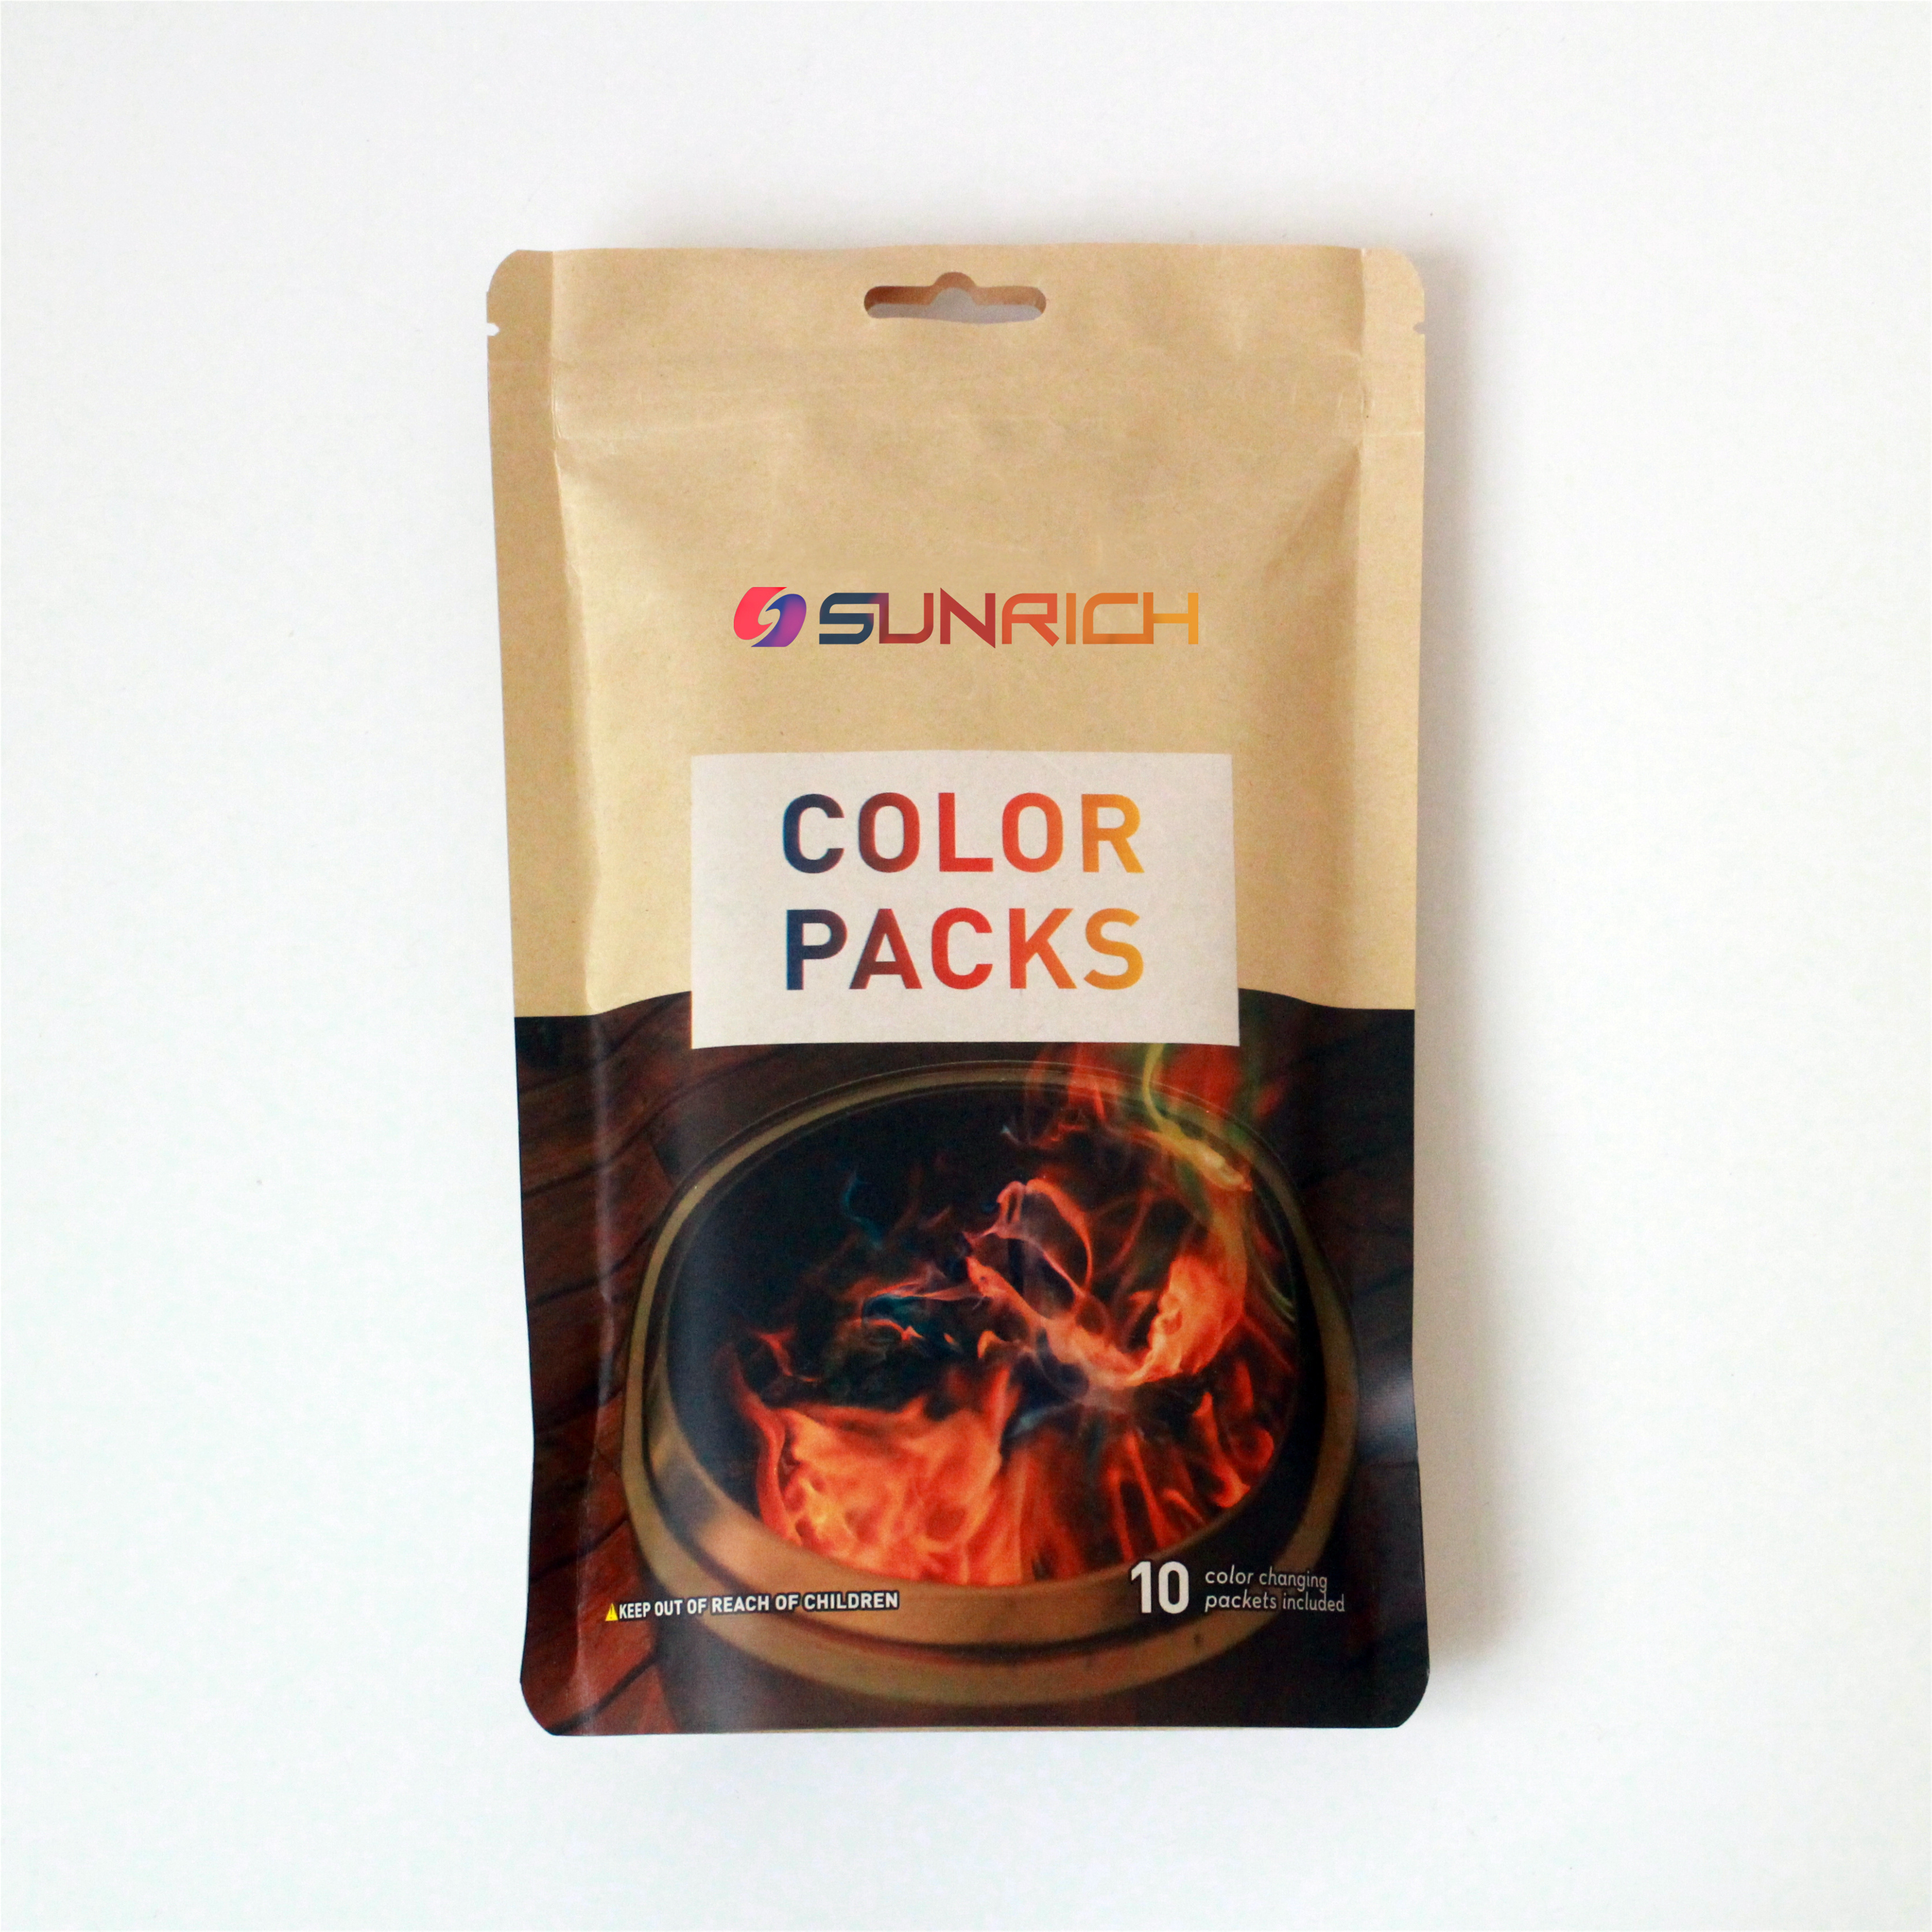 SUNRICH
COLOR
PACKS
KEEP OUT OF REACH OF CHILDREN
10 color changing
packets included